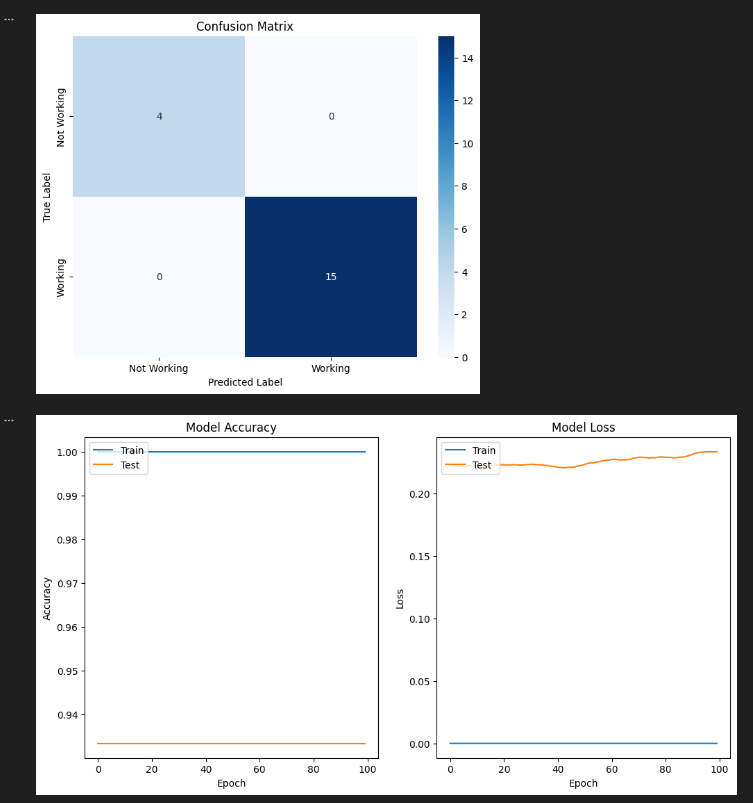 Confusion Matrix
True Label
Not Working
Working
4
0
0
15
Not Working
Working
Predicted Label
14
12
10
8
6
4
2
0
Model Accuracy
Train
Test
Accuracy
1.00
0.99
0.98
0.97
0.96
0.95
0.94
0 20 40 60 80 100
Epoch
Model Loss
Train
Test
Loss
0.20
0.15
0.10
0.05
0.00
0 20 40 60 80 100
Epoch